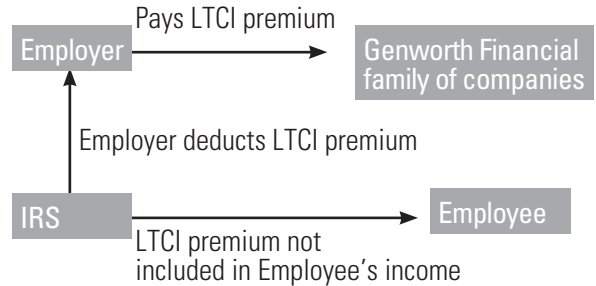 Pays LTCI premium
Employer
Genworth Financial
family of companies
Employer deducts LTCI premium
IRS
Employee
LTCI premium not
included in Employee's income